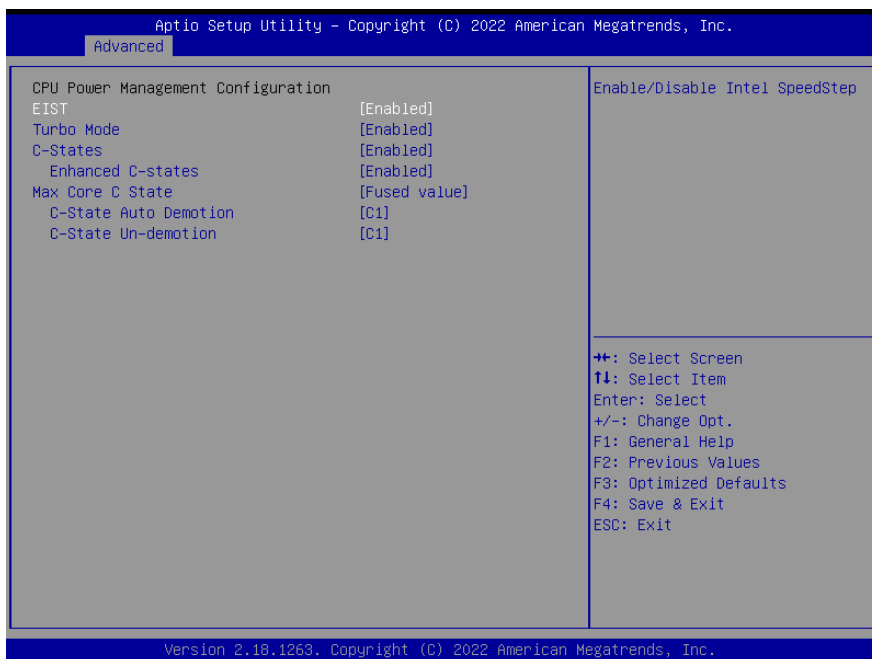 Aptio Setup Utility – Copyright (C) 2022 American Megatrends, Inc.
Advanced
CPU Power Management Configuration
EIST [Enabled]
Turbo Mode [Enabled]
C-States [Enabled]
Enhanced C-states [Enabled]
Max Core C State [Fused value]
C-State Auto Demotion [C1]
C-State Un-demotion [C1]
Enable/Disable Intel SpeedStep
→←: Select Screen
↑↓: Select Item
Enter: Select
+/-: Change Opt.
F1: General Help
F2: Previous Values
F3: Optimized Defaults
F4: Save & Exit
ESC: Exit
Version 2.18.1263. Copyright (C) 2022 American Megatrends, Inc.